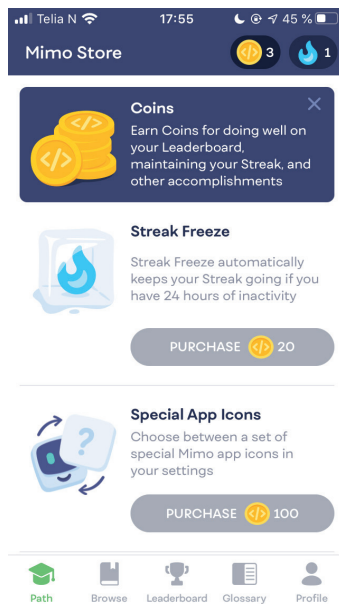 Telia N 17:55 45 %
Mimo Store 3 1
Coins
Earn Coins for doing well on
your Leaderboard,
maintaining your Streak, and
other accomplishments
Streak Freeze
Streak Freeze automatically
keeps your Streak going if you
have 24 hours of inactivity
PURCHASE </> 20
Special App Icons
Choose between a set of
special Mimo app icons in
your settings
PURCHASE </> 100
Path Browse Leaderboard Glossary Profile